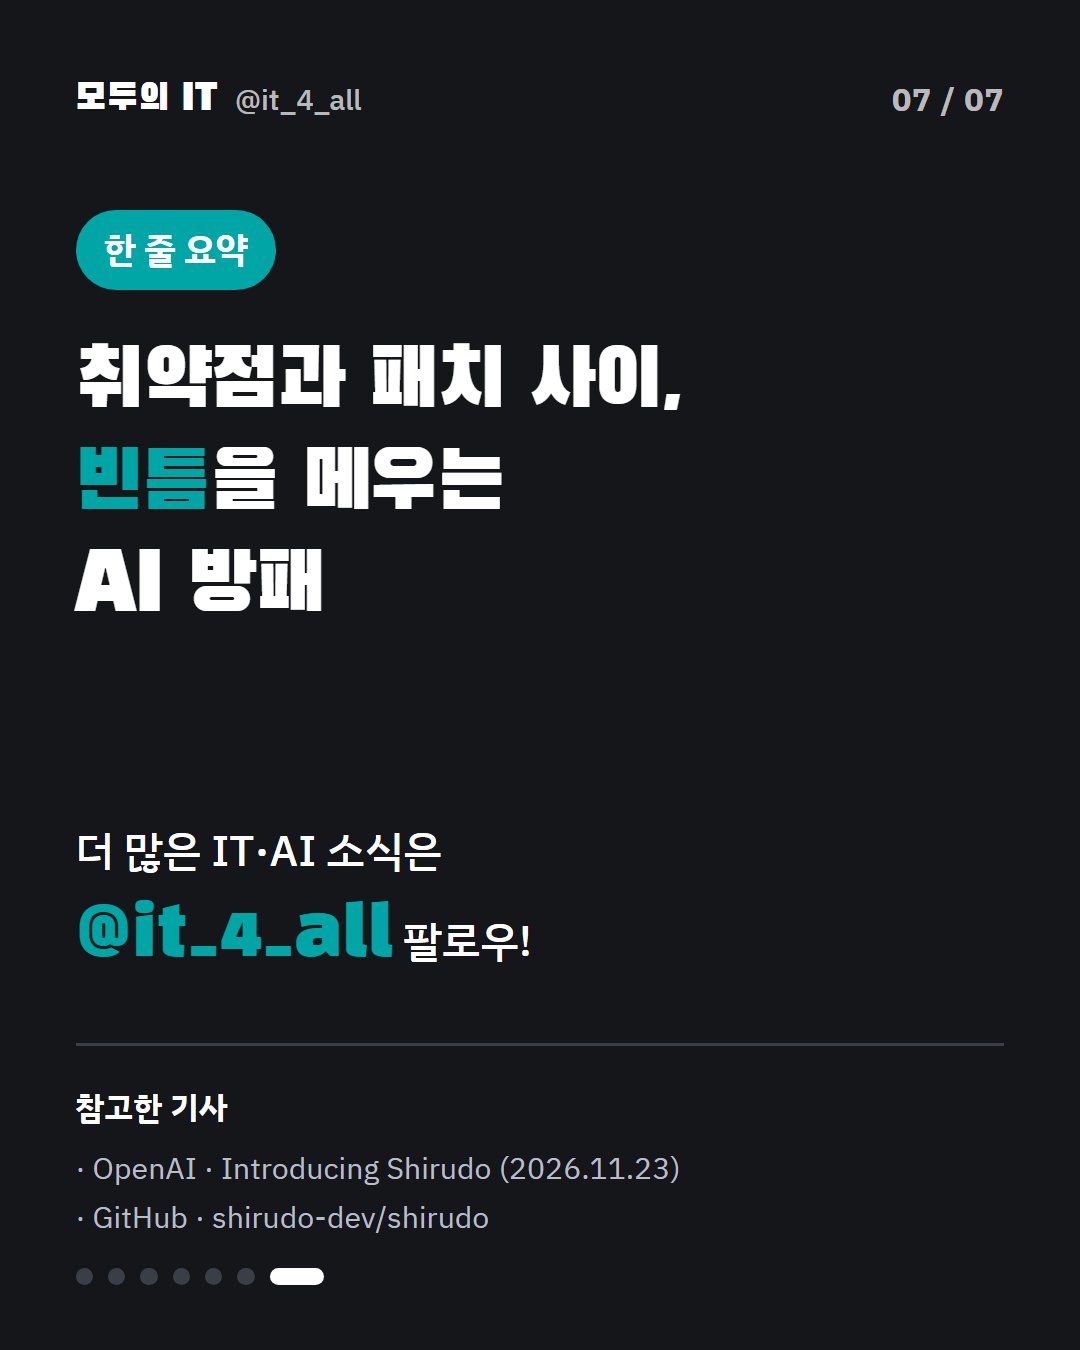 모두의 IT @it_4_all
07 / 07
한 줄 요약
취약점과 패치 사이,
빈틈을 메우는
AI 방패
더 많은 IT·AI 소식은
@it_4_all 팔로우!
참고한 기사
· OpenAI · Introducing Shirudo (2026.11.23)
· GitHub · shirudo-dev/shirudo